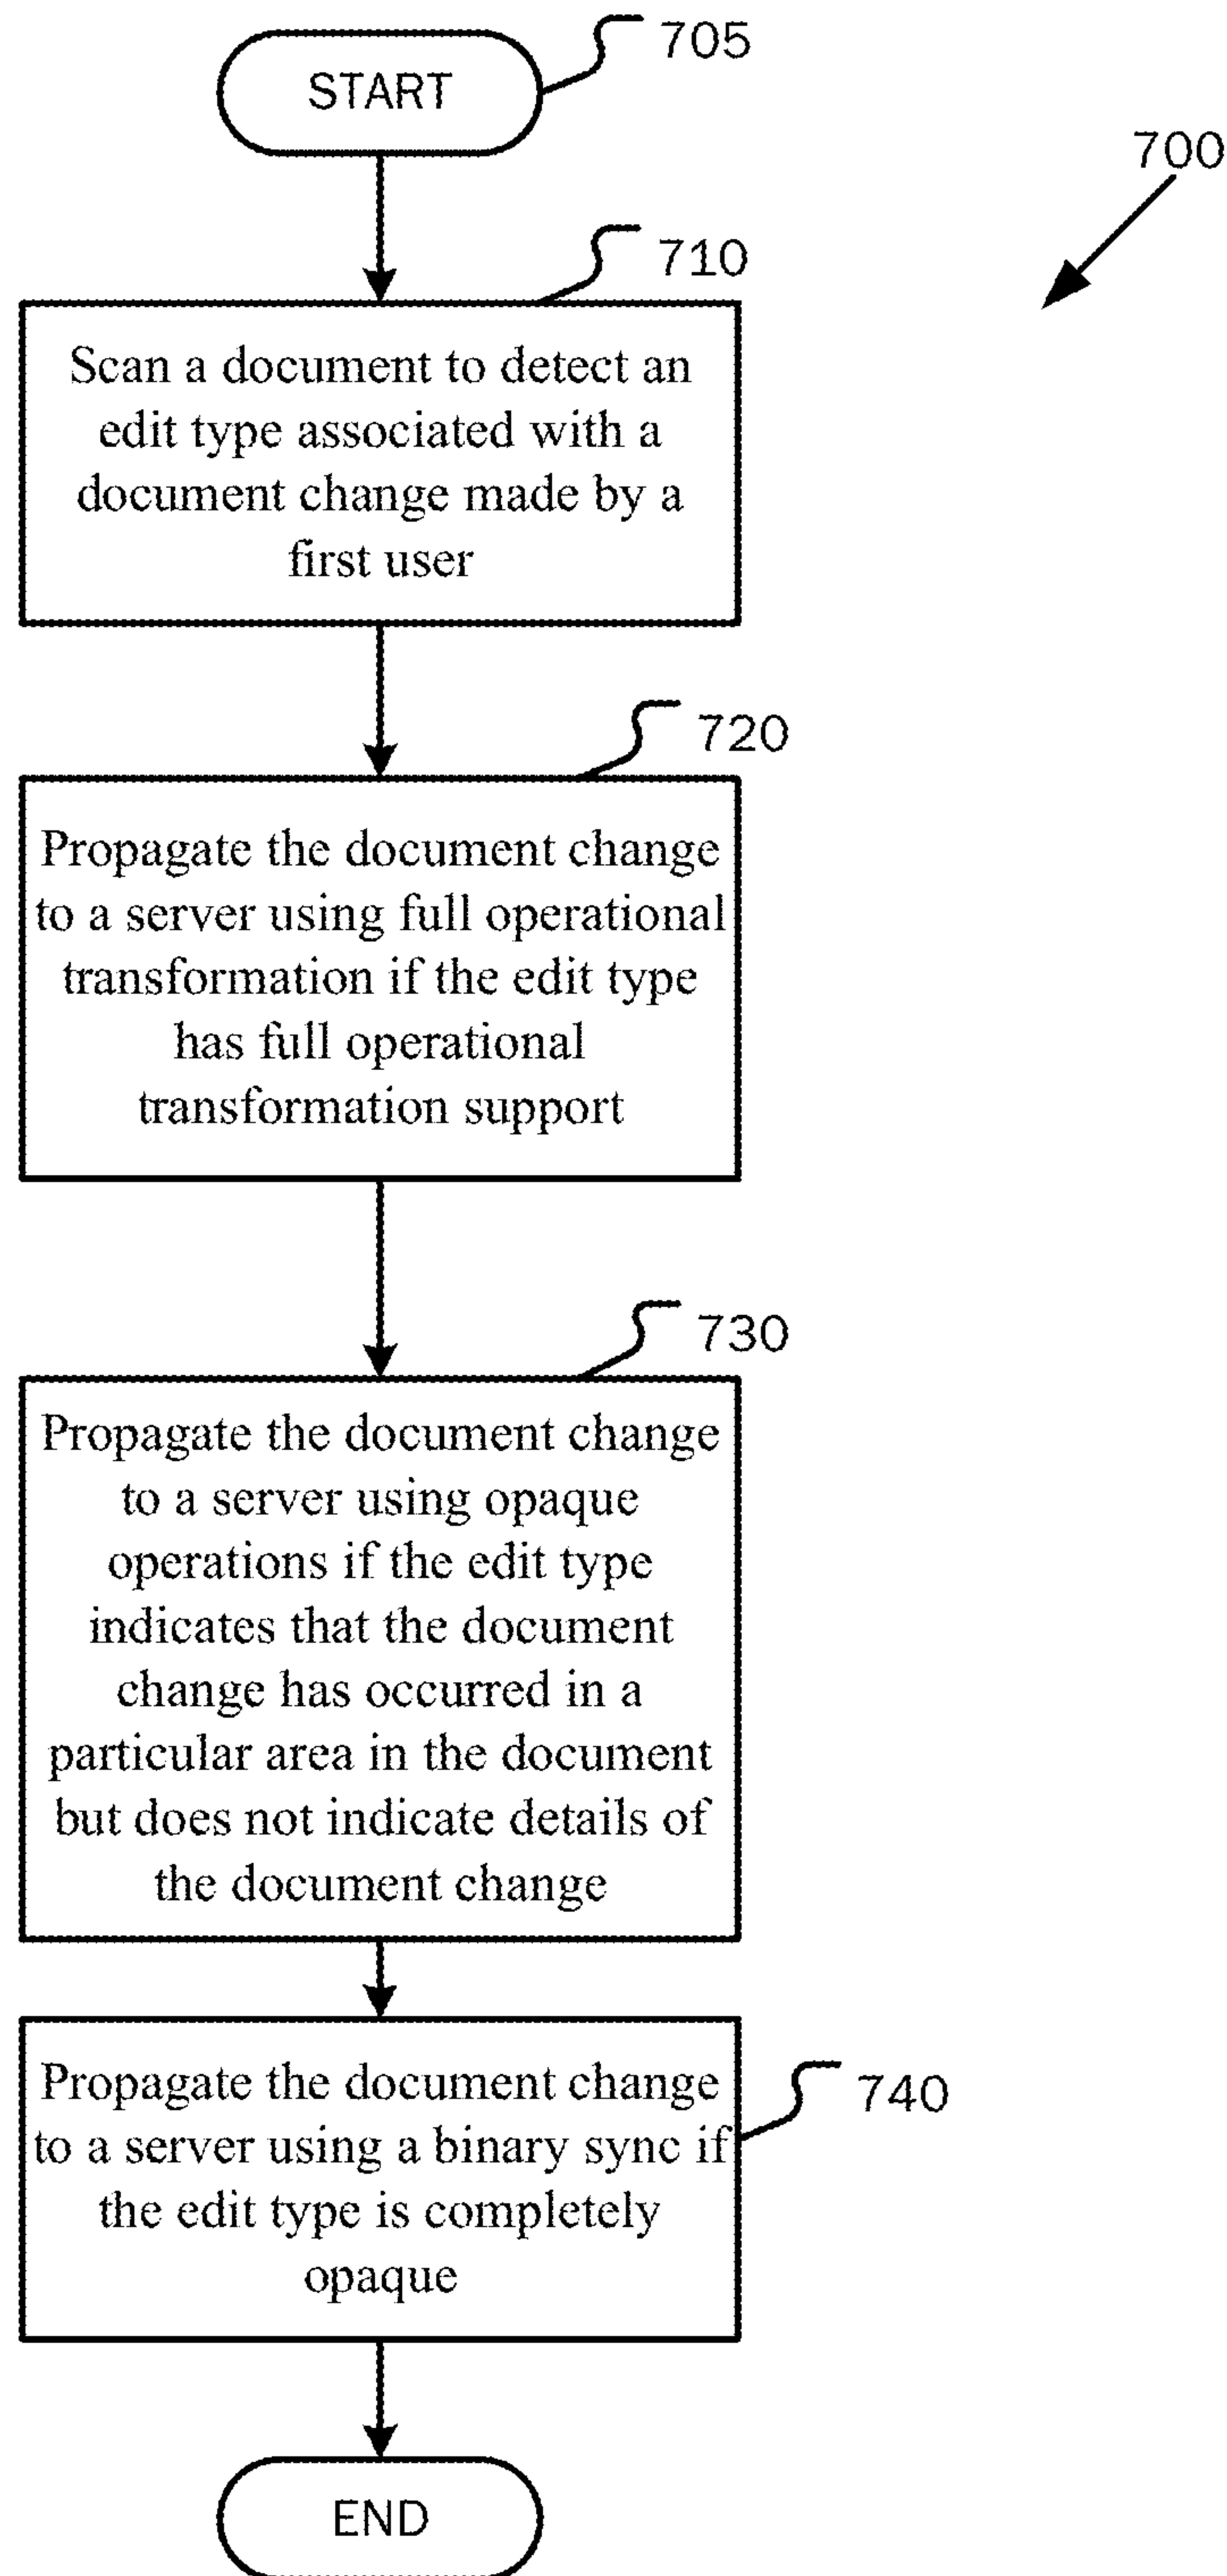 705
START
700
710
Scan a document to detect an
edit type associated with a
document change made by a
first user
720
Propagate the document change
to a server using full operational
transformation if the edit type
has full operational
transformation support
730
Propagate the document change
to a server using opaque
operations if the edit type
indicates that the document
change has occurred in a
particular area in the document
but does not indicate details of
the document change
740
Propagate the document change
to a server using a binary sync if
the edit type is completely
opaque
END